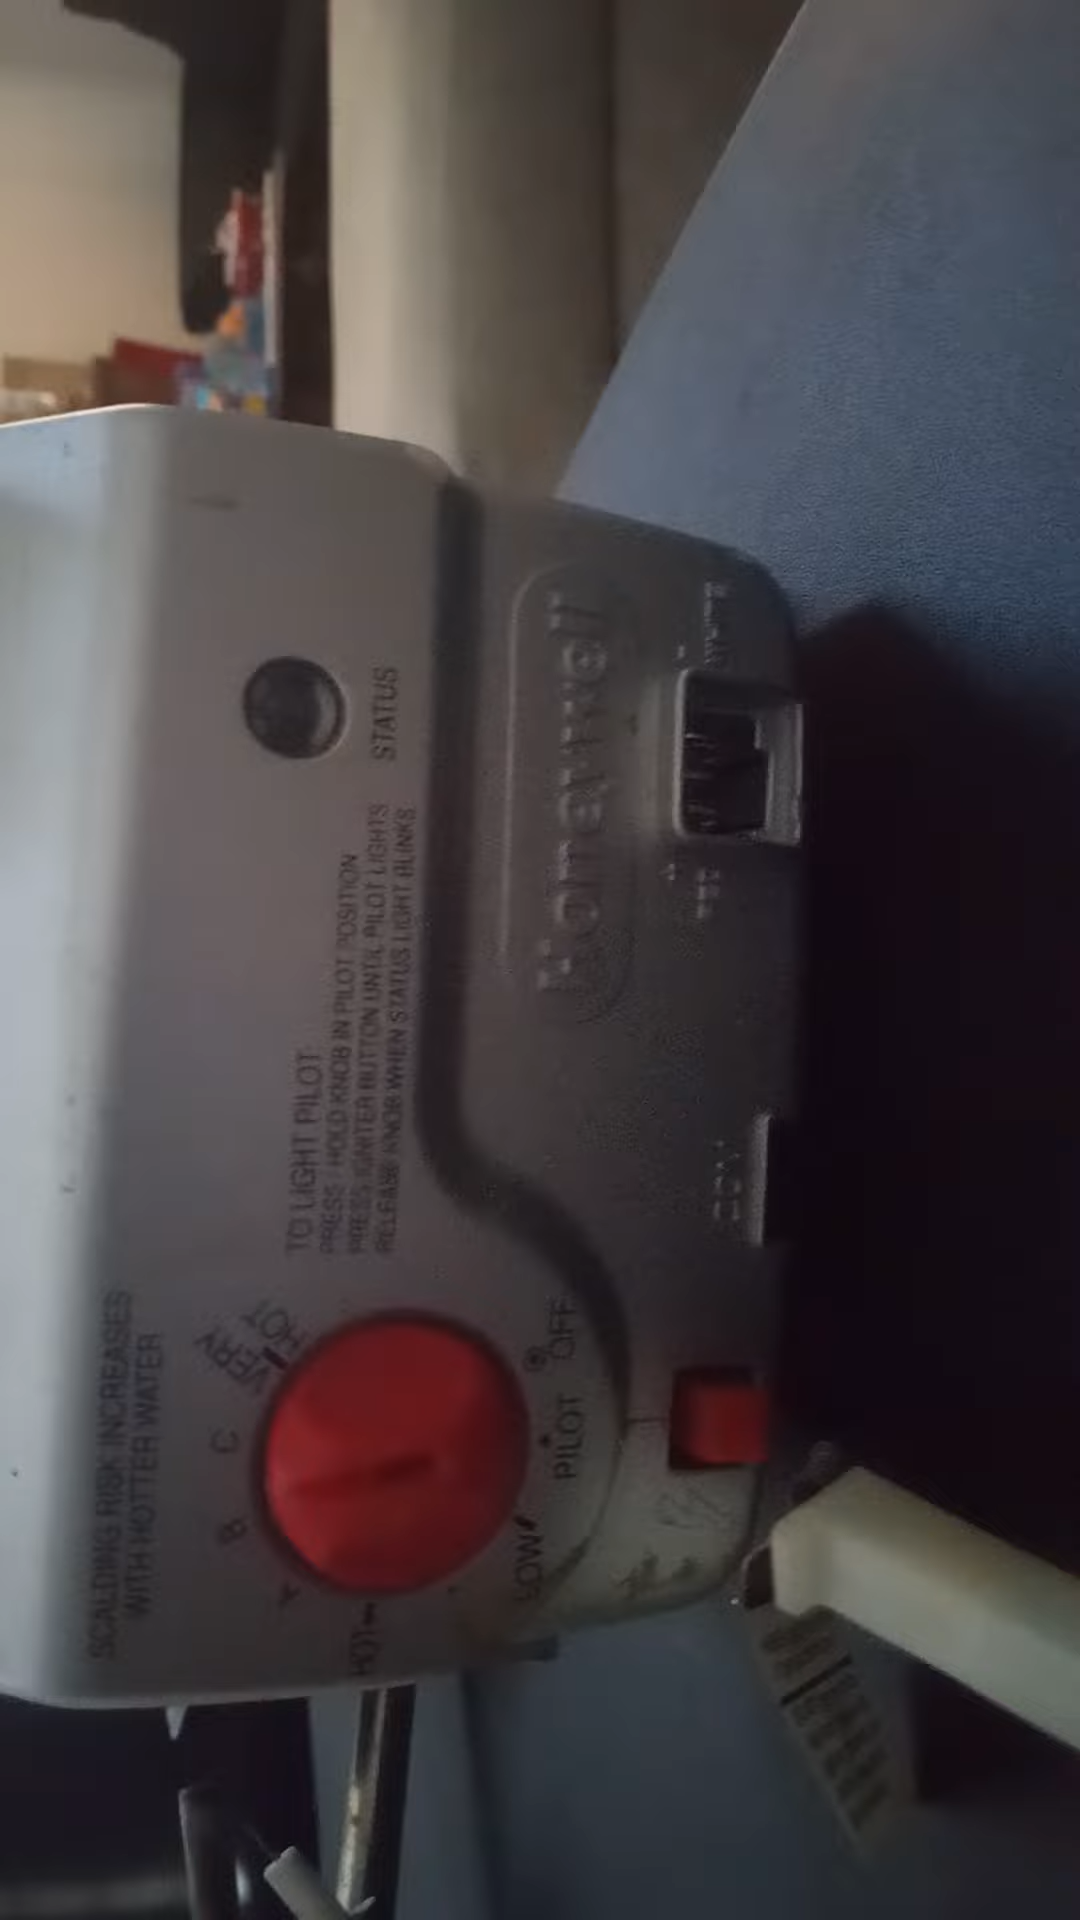 SCALDING RISK INCREASES
WITH HOTTER WATER
VERY
HOT
C
B
A
HOT
LOW
PILOT
OFF
TO LIGHT PILOT:
PRESS / HOLD KNOB IN PILOT POSITION
PRESS IGNITER BUTTON UNTIL PILOT LIGHTS
RELEASE KNOB WHEN STATUS LIGHT BLINKS
STATUS
Honeywell